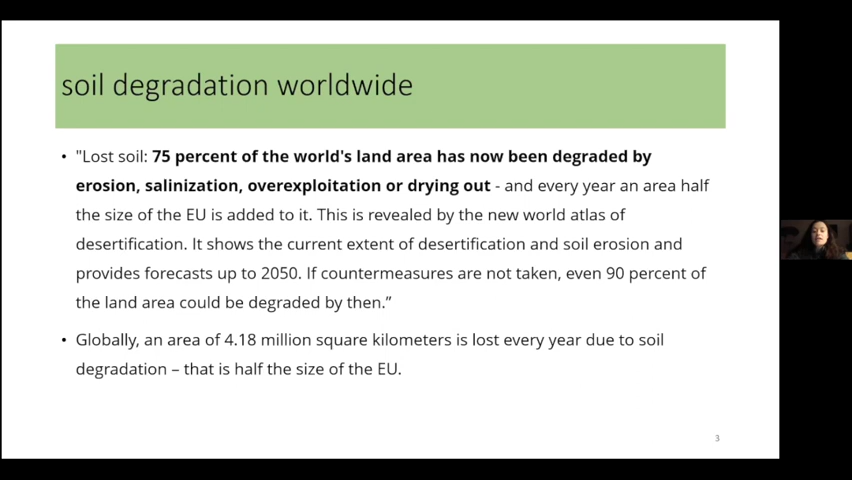 soil degradation worldwide
• "Lost soil: 75 percent of the world's land area has now been degraded by
erosion, salinization, overexploitation or drying out - and every year an area half
the size of the EU is added to it. This is revealed by the new world atlas of
desertification. It shows the current extent of desertification and soil erosion and
provides forecasts up to 2050. If countermeasures are not taken, even 90 percent of
the land area could be degraded by then.”
• Globally, an area of 4.18 million square kilometers is lost every year due to soil
degradation – that is half the size of the EU.
3